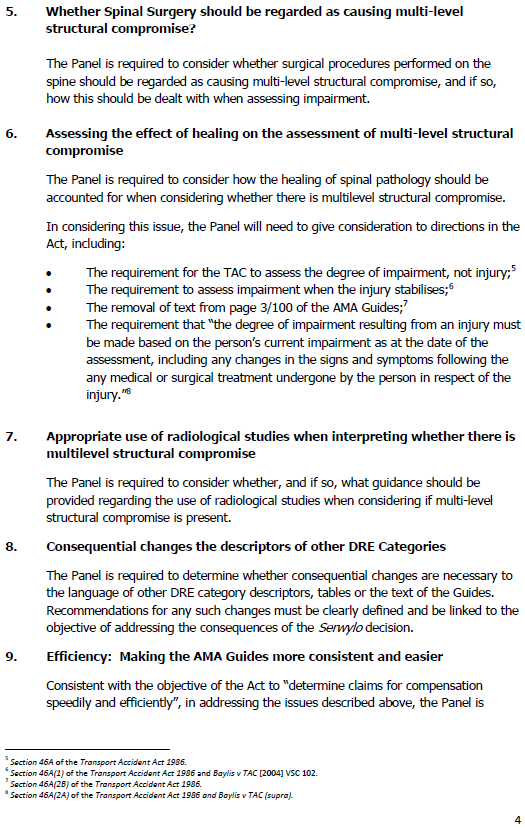 5. Whether Spinal Surgery should be regarded as causing multi-level
structural compromise?
The Panel is required to consider whether surgical procedures performed on the
spine should be regarded as causing multi-level structural compromise, and if so,
how this should be dealt with when assessing impairment.
6. Assessing the effect of healing on the assessment of multi-level structural
compromise
The Panel is required to consider how the healing of spinal pathology should be
accounted for when considering whether there is multilevel structural compromise.
In considering this issue, the Panel will need to give consideration to directions in the
Act, including:
• The requirement for the TAC to assess the degree of impairment, not injury;5
• The requirement to assess impairment when the injury stabilises;6
• The removal of text from page 3/100 of the AMA Guides;7
• The requirement that "the degree of impairment resulting from an injury must
be made based on the person's current impairment as at the date of the
assessment, including any changes in the signs and symptoms following the
any medical or surgical treatment undergone by the person in respect of the
injury."8
7. Appropriate use of radiological studies when interpreting whether there is
multilevel structural compromise
The Panel is required to consider whether, and if so, what guidance should be
provided regarding the use of radiological studies when considering if multi-level
structural compromise is present.
8. Consequential changes the descriptors of other DRE Categories
The Panel is required to determine whether consequential changes are necessary to
the language of other DRE category descriptors, tables or the text of the Guides.
Recommendations for any such changes must be clearly defined and be linked to the
objective of addressing the consequences of the Serwylo decision.
9. Efficiency: Making the AMA Guides more consistent and easier
Consistent with the objective of the Act to "determine claims for compensation
speedily and efficiently", in addressing the issues described above, the Panel is
5 Section 46A of the Transport Accident Act 1986.
6 Section 46A(1) of the Transport Accident Act 1986 and Baylis v TAC [2004] VSC 102.
7 Section 46A(2B) of the Transport Accident Act 1986.
8 Section 46A(2A) of the Transport Accident Act 1986 and Baylis v TAC (supra).
4